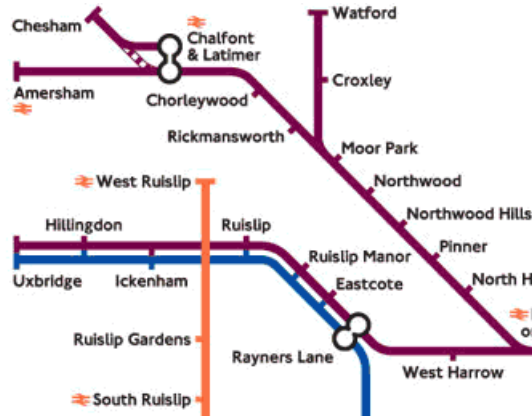 Chesham
Watford
Chalfont
& Latimer
Croxley
Amersham
Chorleywood
Rickmansworth
Moor Park
Northwood
West Ruislip
Northwood Hills
Hillingdon
Ruislip
Pinner
Ruislip Manor
Uxbridge
Ickenham
Eastcote
North H
Ruislip Gardens
Rayners Lane
West Harrow
South Ruislip